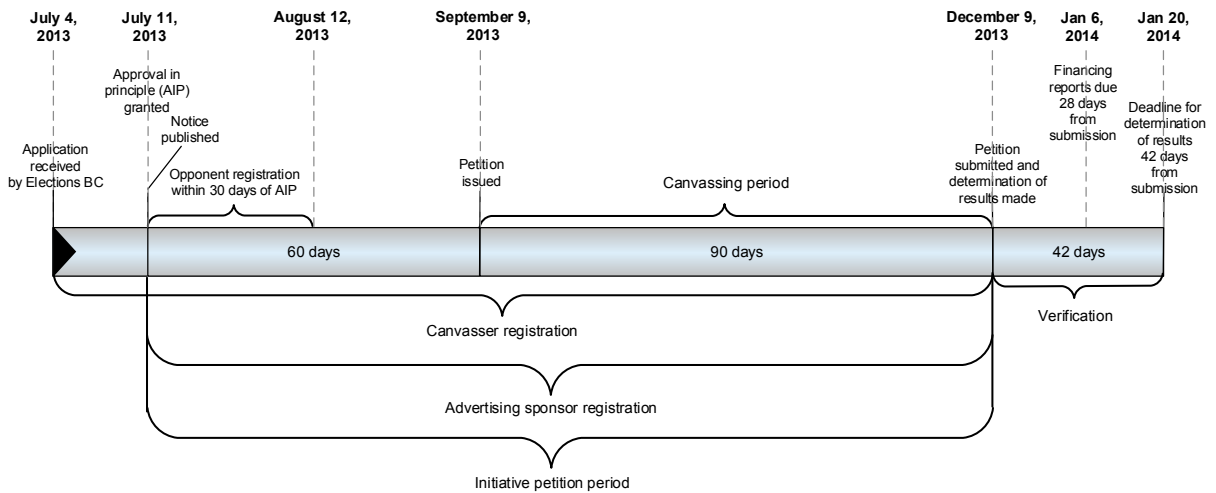 July 4,
2013
July 11,
2013
August 12,
2013
September 9,
2013
December 9,
2013
Jan 6,
2014
Jan 20,
2014
Application
received
by Elections BC
Approval in
principle (AIP)
granted
Notice
published
Opponent registration
within 30 days of AIP
Petition
issued
Canvassing period
Petition
submitted and
determination of
results made
Financing
reports due
28 days
from
submission
Deadline for
determination
of results
42 days
from
submission
60 days
90 days
42 days
Canvasser registration
Verification
Advertising sponsor registration
Initiative petition period